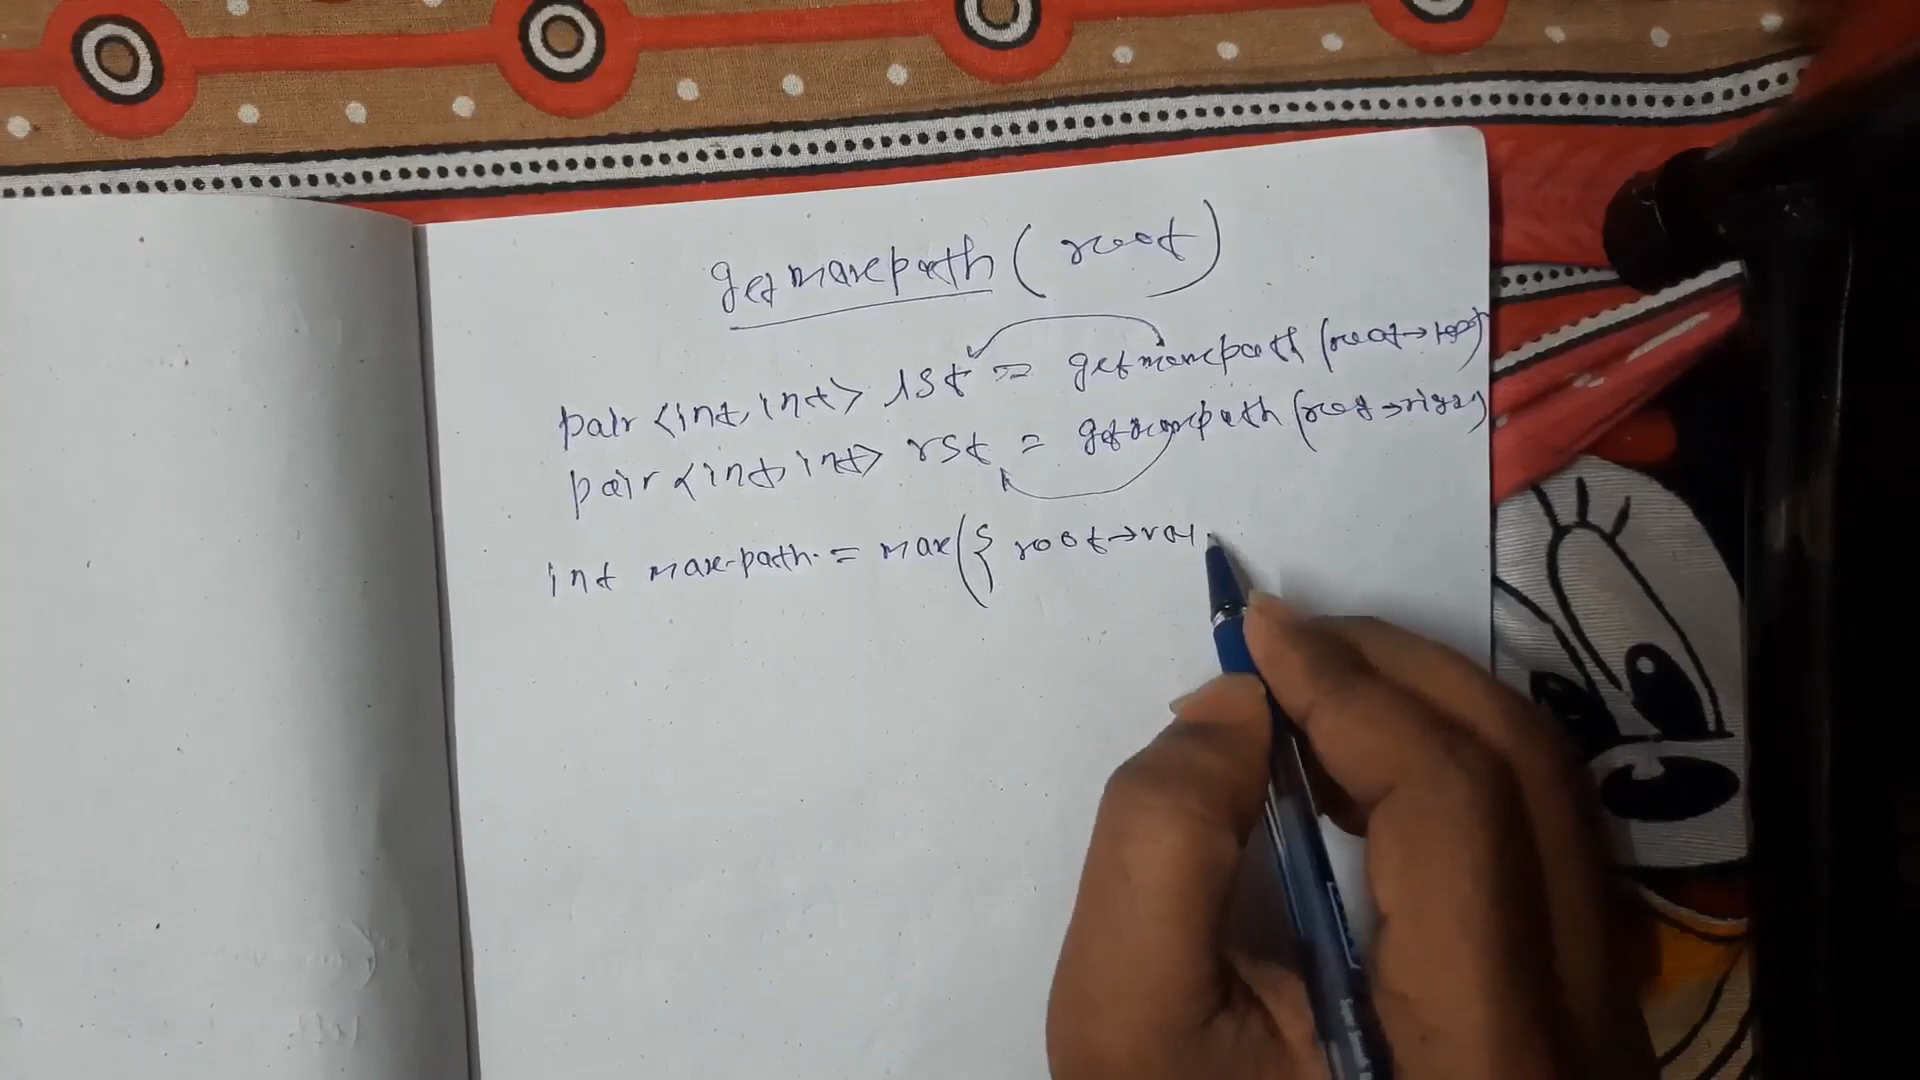 getmaxpath(root)
pair <int, int> lst = getmaxpath (root→left)
pair <int, int> rst = getmaxpath (root→right)
int max-path = max({ root→val,